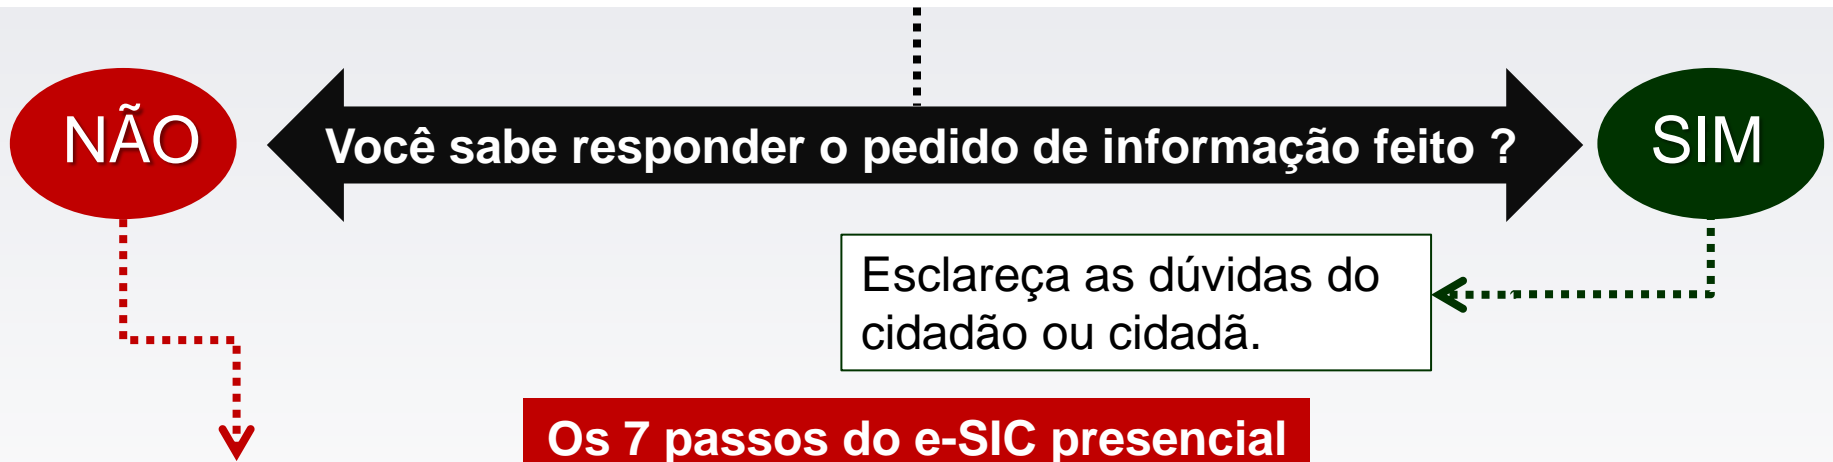 NÃO
Você sabe responder o pedido de informação feito ?
SIM
Esclareça as dúvidas do
cidadão ou cidadã.
Os 7 passos do e-SIC presencial